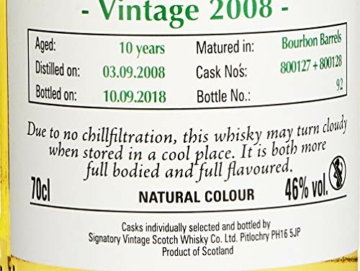 - Vintage 2008 -
Aged: 10 years Matured in: Bourbon Barrels
Distilled on: 03.09.2008 Cask No's: 800127 + 800128
Bottled on: 10.09.2018 Bottle No.: 92
Due to no chillfiltration, this whisky may turn cloudy
when stored in a cool place. It is both more
full bodied and full flavoured.
70cl NATURAL COLOUR 46% vol.
Casks individually selected and bottled by
Signatory Vintage Scotch Whisky Co. Ltd. Pitlochry PH16 5JP
Product of Scotland